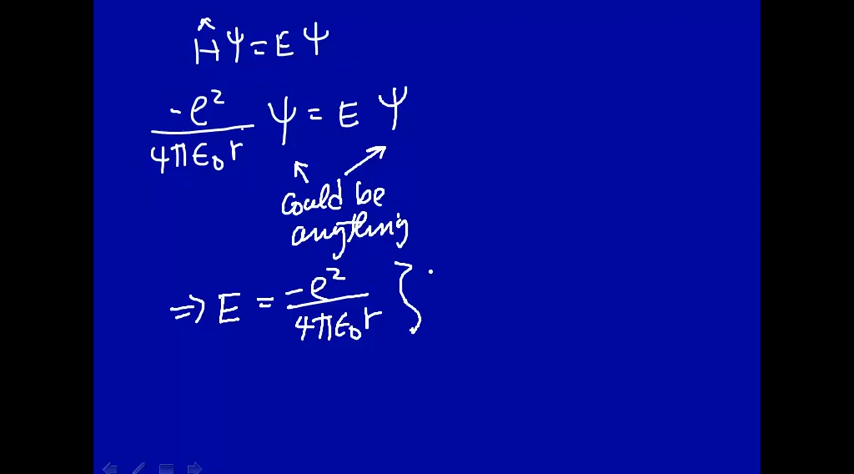 Ĥψ = Eψ
-e²/4πε₀r ψ = E ψ
could be
anything
⇒ E = -e²/4πε₀r }